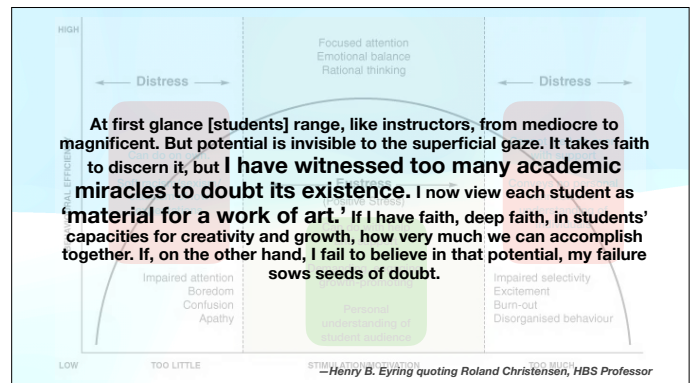 HIGH
Focused attention
Emotional balance
Rational thinking
Distress
Distress
At first glance [students] range, like instructors, from mediocre to
magnificent. But potential is invisible to the superficial gaze. It takes faith
to discern it, but I have witnessed too many academic
miracles to doubt its existence. I now view each student as
‘material for a work of art.’ If I have faith, deep faith, in students’
capacities for creativity and growth, how very much we can accomplish
together. If, on the other hand, I fail to believe in that potential, my failure
sows seeds of doubt.
(Positive Stress)
growth-promoting
Personal
understanding of
student audience
Impaired attention
Boredom
Confusion
Apathy
Impaired selectivity
Excitement
Burn-out
Disorganised behaviour
LOW
TOO LITTLE
STIMULATION/MOTIVATION
TOO MUCH
—Henry B. Eyring quoting Roland Christensen, HBS Professor